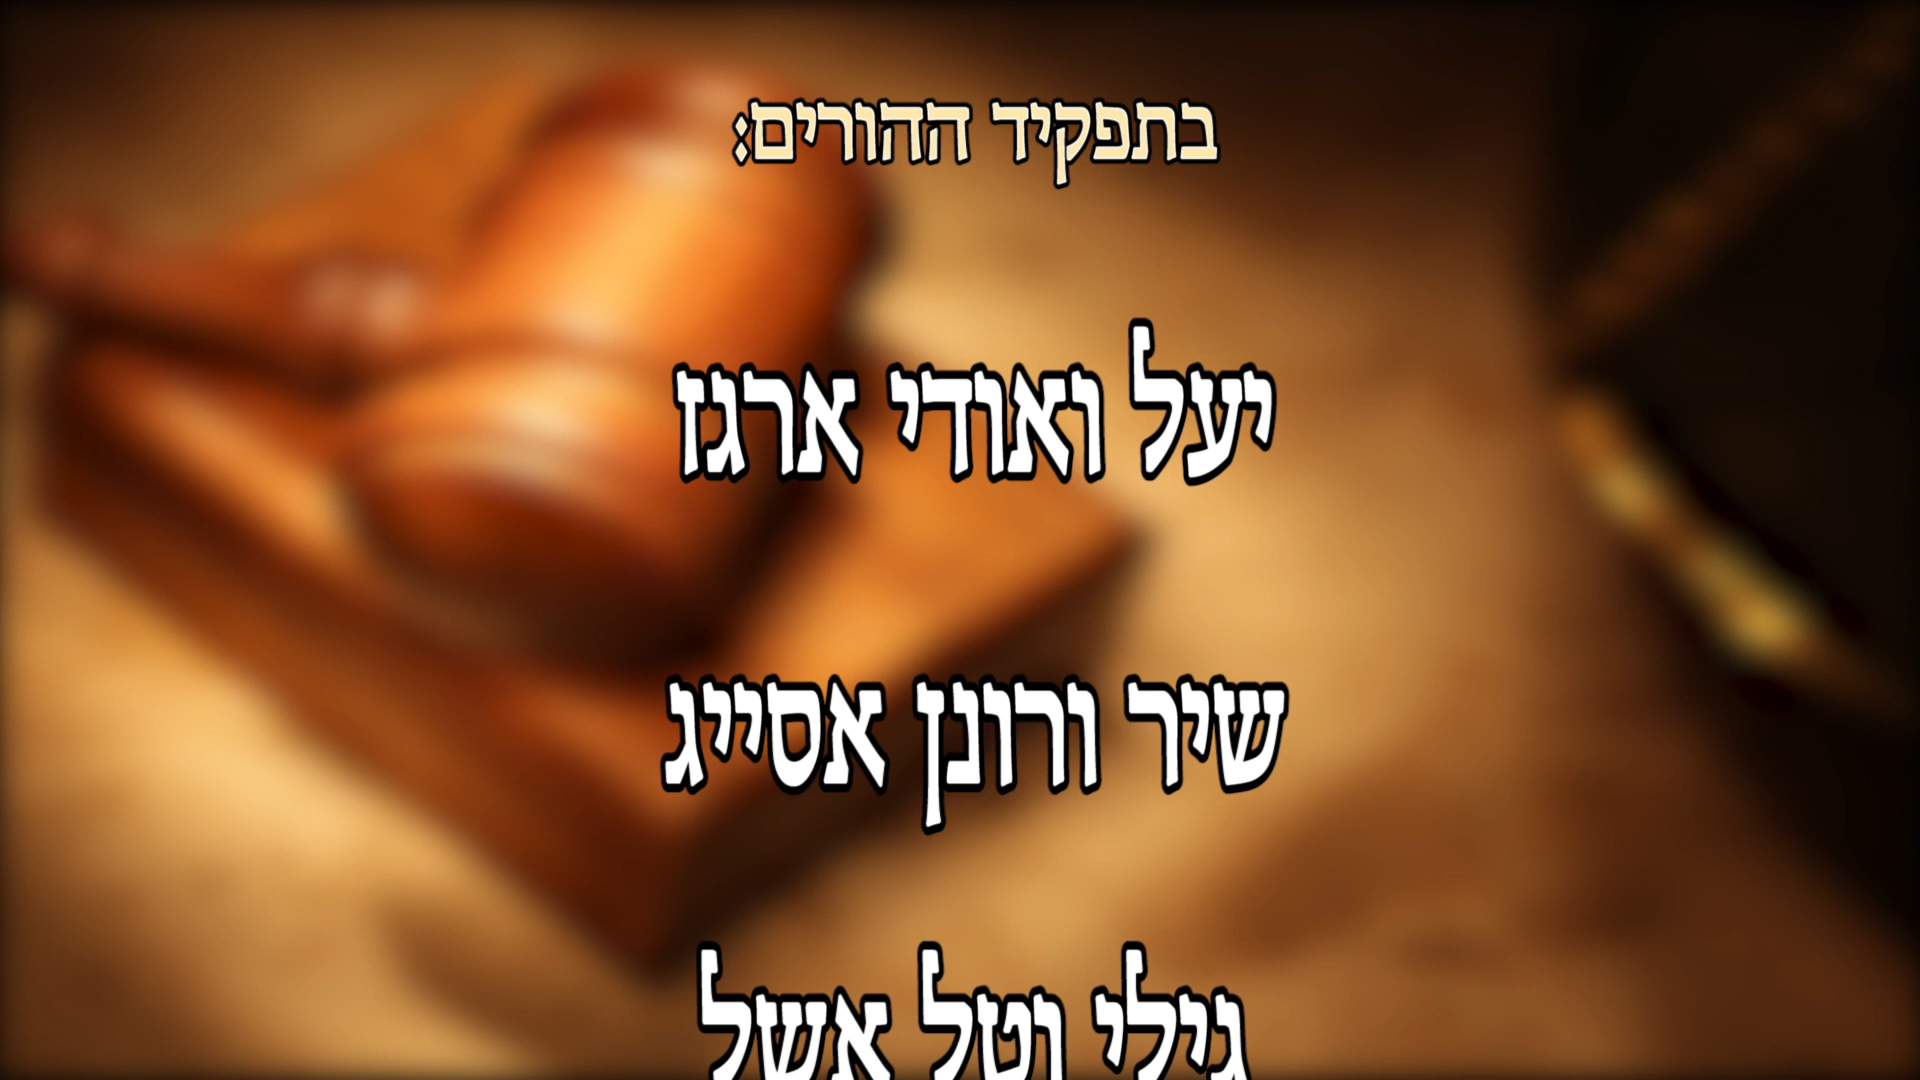 בתפקיד ההורים:
יעל ואודי ארגז
שיר ורונן אסייג
גילי וטל אשל